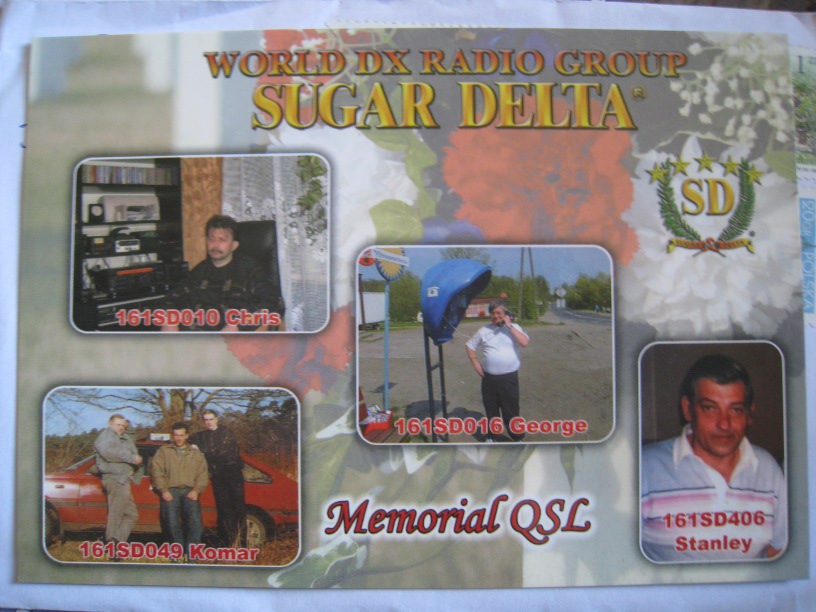 WORLD DX RADIO GROUP
SUGAR DELTA®
SD
161SD010 Chris
161SD016 George
161SD049 Komar
161SD406
Stanley
Memorial QSL